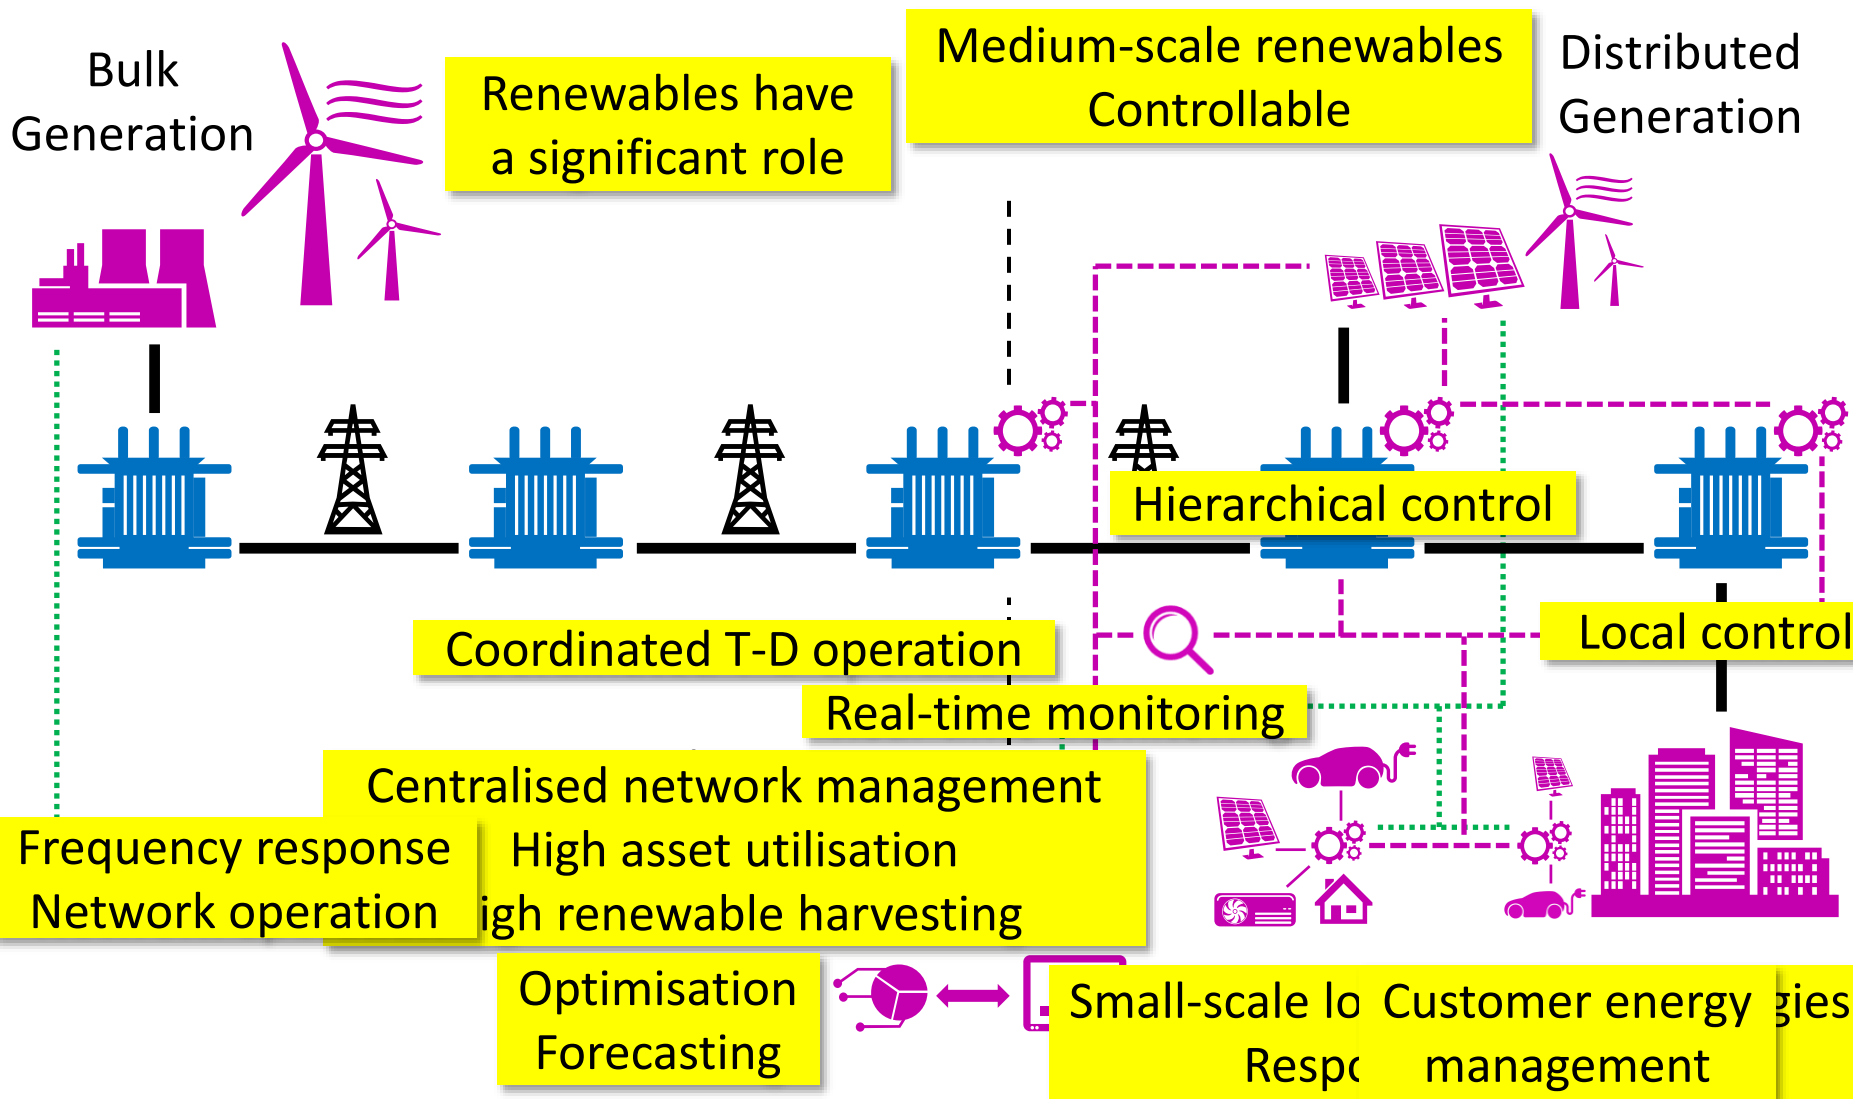 Bulk
Generation
Renewables have
a significant role
Medium-scale renewables
Controllable
Distributed
Generation
Hierarchical control
Coordinated T-D operation
Local control
Real-time monitoring
Centralised network management
High asset utilisation
igh renewable harvesting
Frequency response
Network operation
Optimisation
Forecasting
Small-scale lo
Respo
Customer energy
management
gies